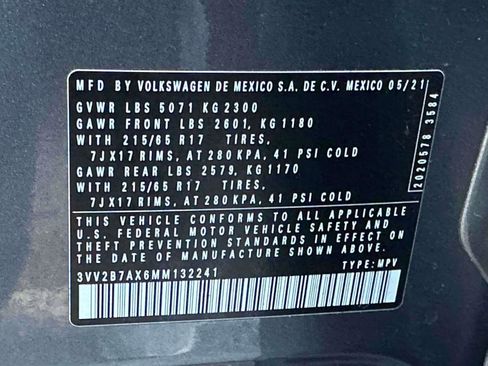 MFD BY VOLKSWAGEN DE MEXICO S.A. DE C.V. MEXICO 05/21
GVWR LBS 5071 KG 2300
GAWR FRONT LBS 2601, KG 1180
WITH 215/65 R17 TIRES,
7JX17 RIMS, AT 280 KPA, 41 PSI COLD
GAWR REAR LBS 2579, KG 1170
WITH 215/65 R17 TIRES,
7JX17 RIMS, AT 280 KPA, 41 PSI COLD
THIS VEHICLE CONFORMS TO ALL APPLICABLE
U.S. FEDERAL MOTOR VEHICLE SAFETY AND
THEFT PREVENTION STANDARDS IN EFFECT ON
THE DATE OF MANUFACTURE SHOWN ABOVE.
3VV2B7AX6MM132241 TYPE: MPV
2020578 3584